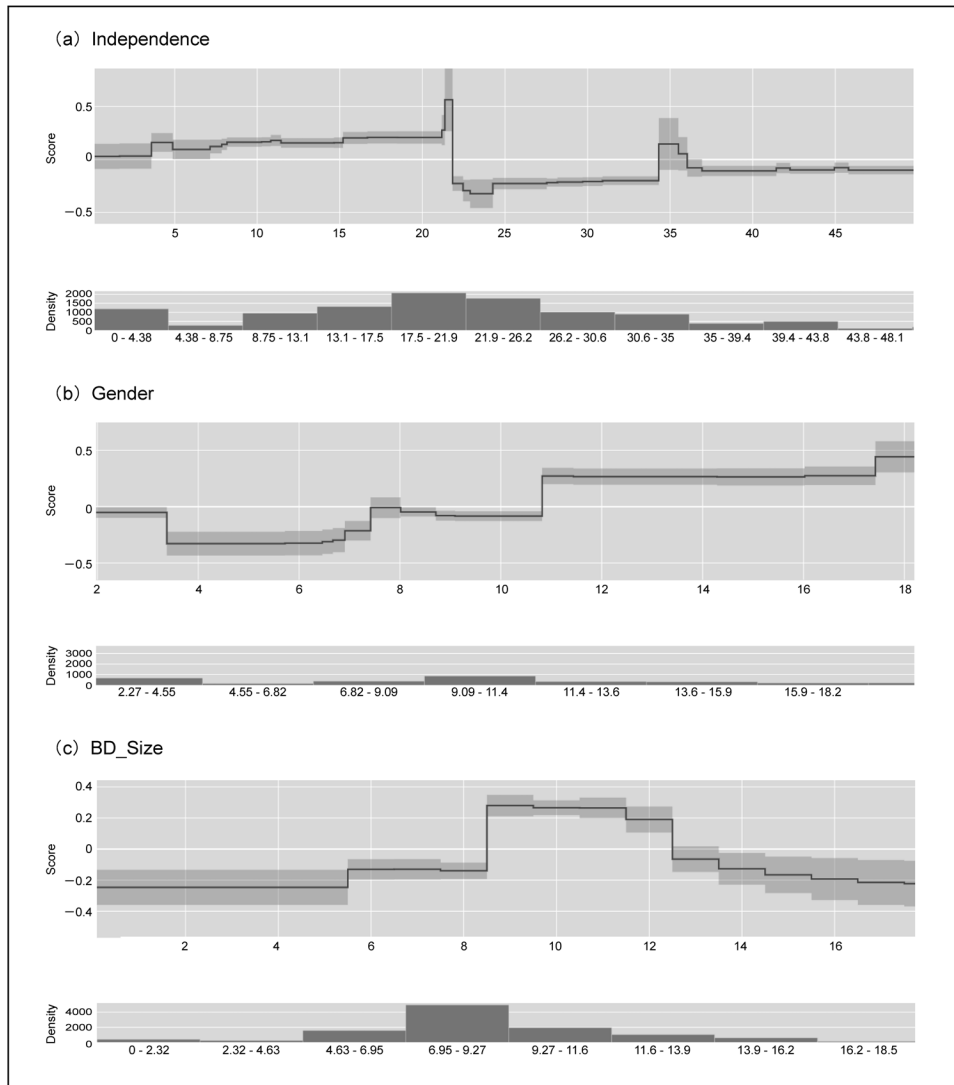 (a) Independence
Score
0.5
0
−0.5
5 10 15 20 25 30 35 40 45
Density
2000
1500
1000
500
0
0 - 4.38 4.38 - 8.75 8.75 - 13.1 13.1 - 17.5 17.5 - 21.9 21.9 - 26.2 26.2 - 30.6 30.6 - 35 35 - 39.4 39.4 - 43.8 43.8 - 48.1
(b) Gender
Score
0.5
0
−0.5
2 4 6 8 10 12 14 16 18
Density
3000
2000
1000
0
2.27 - 4.55 4.55 - 6.82 6.82 - 9.09 9.09 - 11.4 11.4 - 13.6 13.6 - 15.9 15.9 - 18.2
(c) BD_Size
Score
0.4
0.2
0
−0.2
−0.4
2 4 6 8 10 12 14 16
Density
4000
2000
0
0 - 2.32 2.32 - 4.63 4.63 - 6.95 6.95 - 9.27 9.27 - 11.6 11.6 - 13.9 13.9 - 16.2 16.2 - 18.5